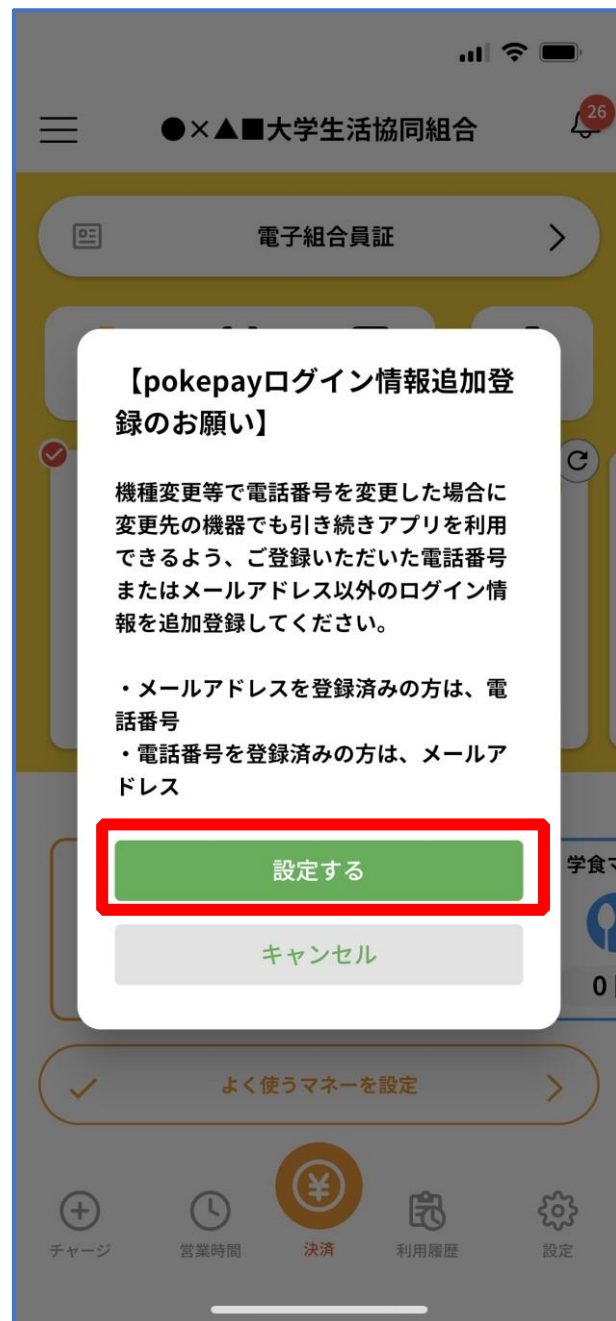 26
●×▲■大学生活協同組合
電子組合員証
【pokepayログイン情報追加登
録のお願い】
機種変更等で電話番号を変更した場合に
変更先の機器でも引き続きアプリを利用
できるよう、ご登録いただいた電話番号
またはメールアドレス以外のログイン情
報を追加登録してください。
・メールアドレスを登録済みの方は、電
話番号
・電話番号を登録済みの方は、メールア
ドレス
設定する
学食マ
キャンセル
0
よく使うマネーを設定
チャージ
営業時間
決済
利用履歴
設定